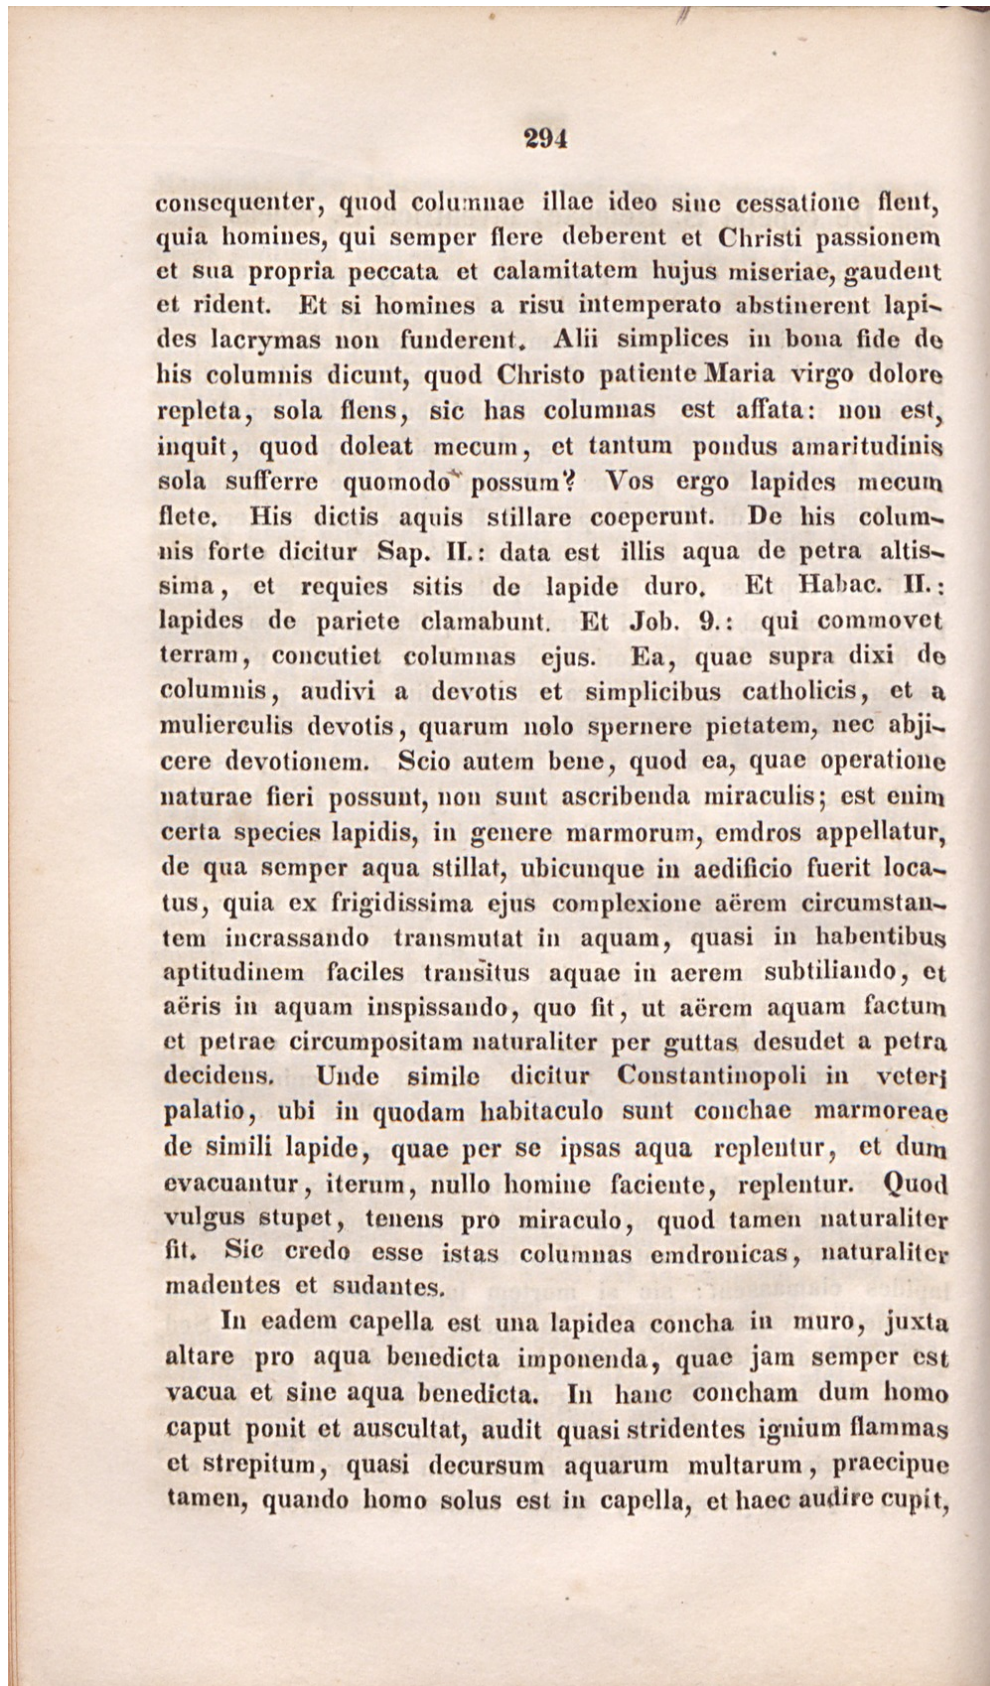 294
consequenter, quod columnae illae ideo sine cessatione flent,
quia homines, qui semper flere deberent et Christi passionem
et sua propria peccata et calamitatem hujus miseriae, gaudent
et rident. Et si homines a risu intemperato abstinerent lapi-
des lacrymas non funderent. Alii simplices in bona fide de
his columnis dicunt, quod Christo patiente Maria virgo dolore
repleta, sola flens, sic has columnas est affata: non est,
inquit, quod doleat mecum, et tantum pondus amaritudinis
sola sufferre quomodo possum? Vos ergo lapides mecum
flete. His dictis aquis stillare coeperunt. De his colum-
nis forte dicitur Sap. II.: data est illis aqua de petra altis-
sima, et requies sitis de lapide duro. Et Habac. II.:
lapides de pariete clamabunt. Et Job. 9.: qui commovet
terram, concutiet columnas ejus. Ea, quae supra dixi de
columnis, audivi a devotis et simplicibus catholicis, et a
mulierculis devotis, quarum nolo spernere pietatem, nec abji-
cere devotionem. Scio autem bene, quod ea, quae operatione
naturae fieri possunt, non sunt ascribenda miraculis; est enim
certa species lapidis, in genere marmorum, emdros appellatur,
de qua semper aqua stillat, ubicunque in aedificio fuerit loca-
tus, quia ex frigidissima ejus complexione aërem circumstan-
tem incrassando transmutat in aquam, quasi in habentibus
aptitudinem faciles transitus aquae in aerem subtiliando, et
aëris in aquam inspissando, quo fit, ut aërem aquam factum
et petrae circumpositam naturaliter per guttas desudet a petra
decidens. Unde simile dicitur Constantinopoli in veteri
palatio, ubi in quodam habitaculo sunt conchae marmoreae
de simili lapide, quae per se ipsas aqua replentur, et dum
evacuantur, iterum, nullo homine faciente, replentur. Quod
vulgus stupet, tenens pro miraculo, quod tamen naturaliter
fit. Sic credo esse istas columnas emdronicas, naturaliter
madentes et sudantes.
In eadem capella est una lapidea concha in muro, juxta
altare pro aqua benedicta imponenda, quae jam semper est
vacua et sine aqua benedicta. In hanc concham dum homo
caput ponit et auscultat, audit quasi stridentes ignium flammas
et strepitum, quasi decursum aquarum multarum, praecipue
tamen, quando homo solus est in capella, et haec audire cupit,